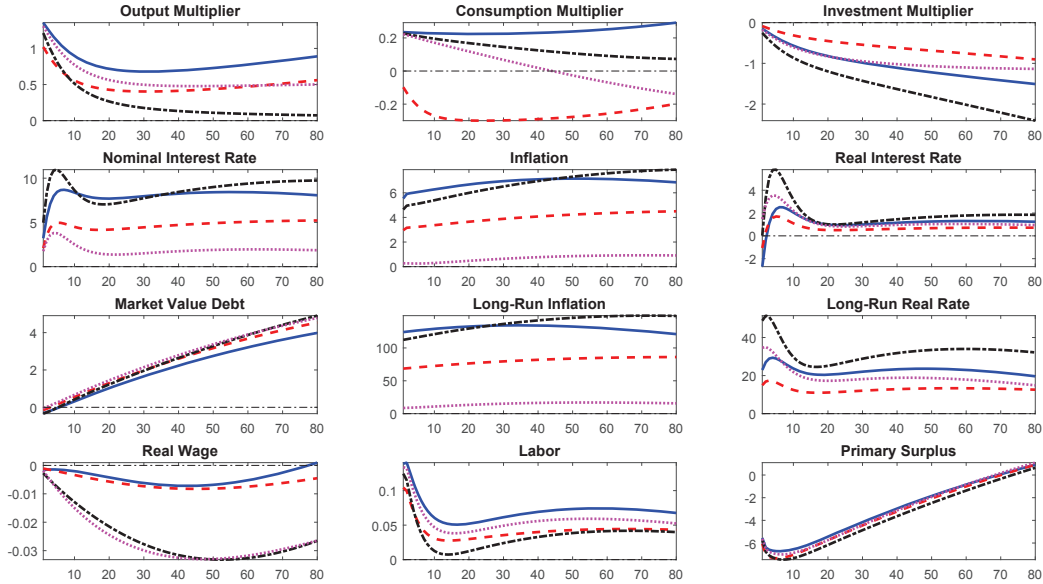 Output Multiplier
Consumption Multiplier
Investment Multiplier
1
0.5
0
10 20 30 40 50 60 70 80
0.2
0
-0.2
10 20 30 40 50 60 70 80
0
-1
-2
10 20 30 40 50 60 70 80
Nominal Interest Rate
Inflation
Real Interest Rate
10
5
0
10 20 30 40 50 60 70 80
6
4
2
0
10 20 30 40 50 60 70 80
4
2
0
-2
10 20 30 40 50 60 70 80
Market Value Debt
Long-Run Inflation
Long-Run Real Rate
4
2
0
10 20 30 40 50 60 70 80
100
50
0
10 20 30 40 50 60 70 80
40
20
0
10 20 30 40 50 60 70 80
Real Wage
Labor
Primary Surplus
0
-0.01
-0.02
-0.03
10 20 30 40 50 60 70 80
0.1
0.05
0
10 20 30 40 50 60 70 80
0
-2
-4
-6
10 20 30 40 50 60 70 80